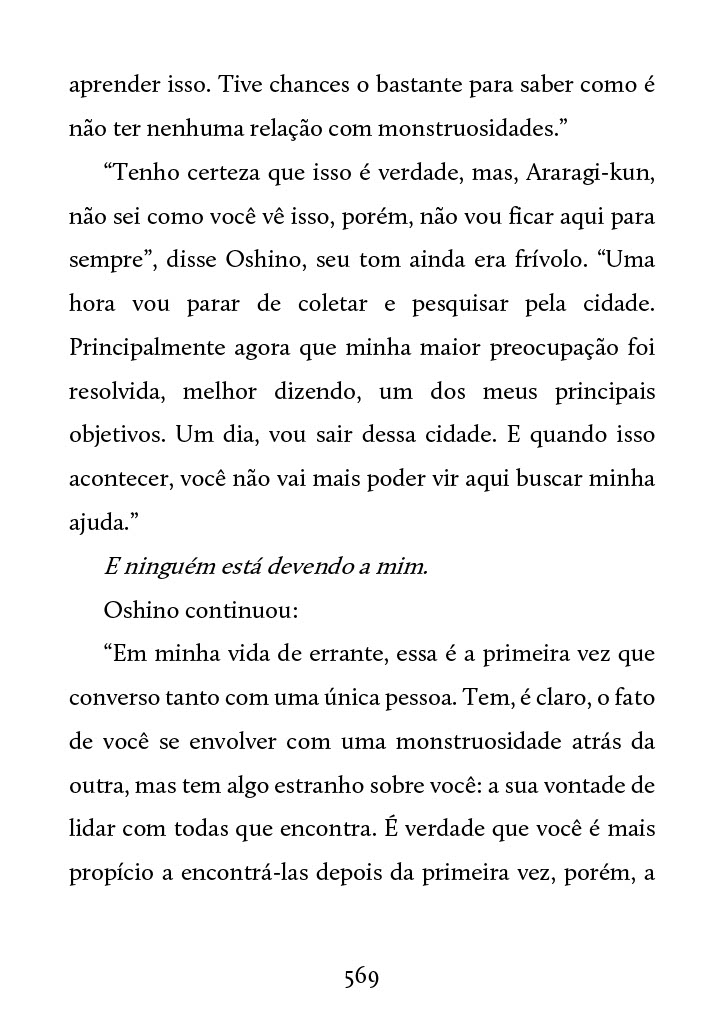 aprender isso. Tive chances o bastante para saber como é
não ter nenhuma relação com monstruosidades.”
“Tenho certeza que isso é verdade, mas, Araragi-kun,
não sei como você vê isso, porém, não vou ficar aqui para
sempre”, disse Oshino, seu tom ainda era frívolo. “Uma
hora vou parar de coletar e pesquisar pela cidade.
Principalmente agora que minha maior preocupação foi
resolvida, melhor dizendo, um dos meus principais
objetivos. Um dia, vou sair dessa cidade. E quando isso
acontecer, você não vai mais poder vir aqui buscar minha
ajuda.”
E ninguém está devendo a mim.
Oshino continuou:
“Em minha vida de errante, essa é a primeira vez que
converso tanto com uma única pessoa. Tem, é claro, o fato
de você se envolver com uma monstruosidade atrás da
outra, mas tem algo estranho sobre você: a sua vontade de
lidar com todas que encontra. É verdade que você é mais
propício a encontrá-las depois da primeira vez, porém, a
569